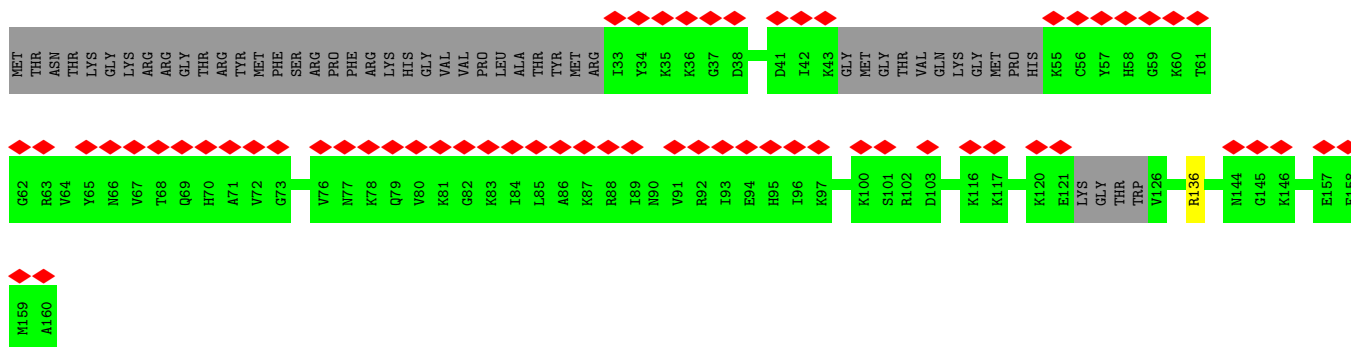 MET THR ASN THR LYS GLY LYS ARG ARG GLY THR ARG TYR MET PHE SER ARG PRO PHE ARG LYS HIS GLY VAL VAL PRO LEU ALA THR TYR MET ARG I33 Y34 K35 K36 G37 D38 D41 I42 K43 GLY MET GLY THR VAL GLN LYS GLY MET PRO HIS K55 C56 Y57 H58 G59 K60 T61
G62 R63 V64 Y65 N66 V67 T68 Q69 H70 A71 V72 G73 V76 N77 K78 Q79 V80 K81 G82 K83 I84 L85 A86 K87 R88 I89 N90 V91 R92 I93 E94 H95 I96 K97 K100 S101 R102 D103 K116 K117 K120 E121 LYS GLY THR TRP V126 R136 N144 G145 K146 E157
M159 A160